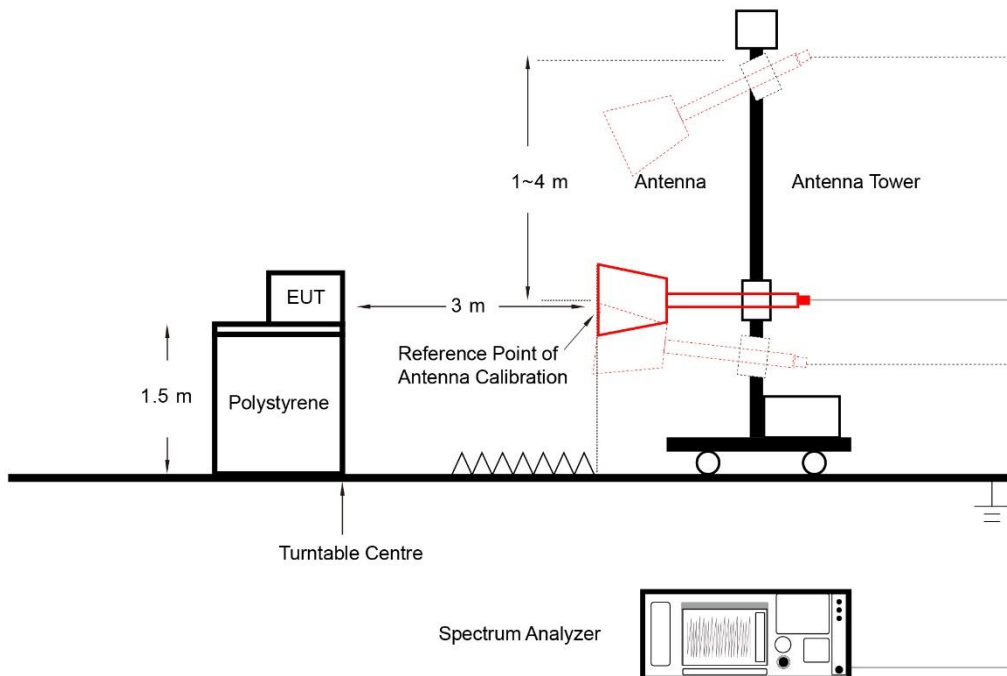 1~4 m
Antenna
Antenna Tower
EUT
3 m
Reference Point of
Antenna Calibration
1.5 m
Polystyrene
Turntable Centre
Spectrum Analyzer